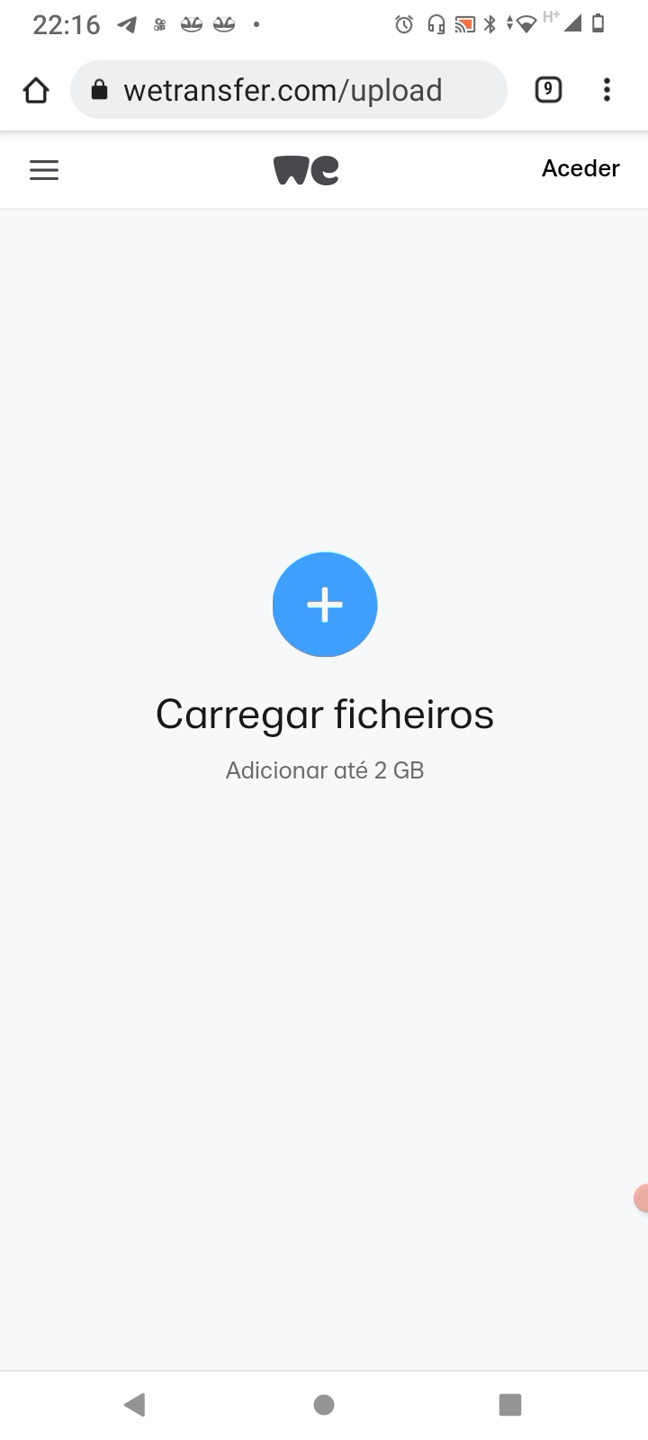 22:16 H+
wetransfer.com/upload 9
we Aceder
Carregar ficheiros
Adicionar até 2 GB